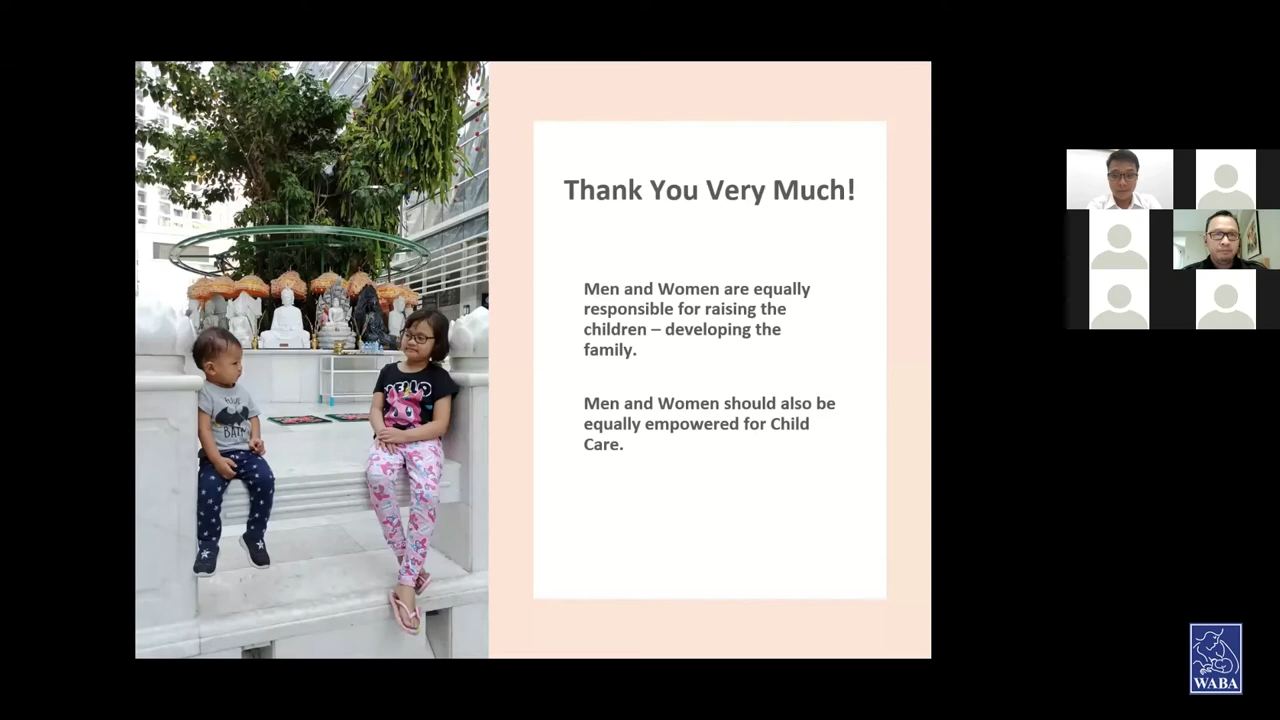 Thank You Very Much!
Men and Women are equally
responsible for raising the
children – developing the
family.
Men and Women should also be
equally empowered for Child
Care.
HELLO
WABA